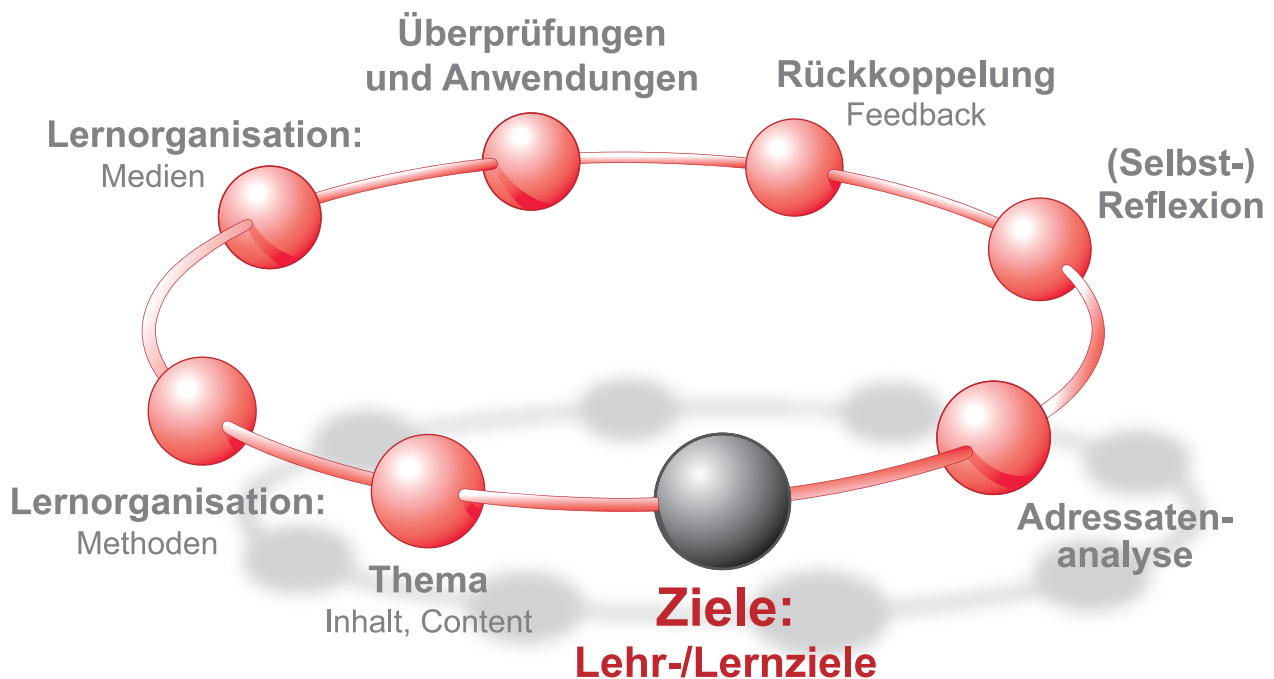 Überprüfungen
und Anwendungen
Rückkoppelung
Feedback
Lernorganisation:
Medien
(Selbst-)
Reflexion
Lernorganisation:
Methoden
Thema
Inhalt, Content
Ziele:
Lehr-/Lernziele
Adressaten-
analyse